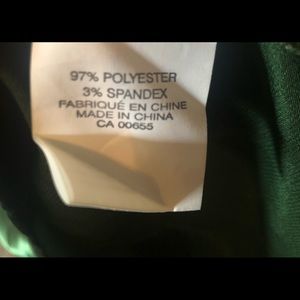 97% POLYESTER
3% SPANDEX
FABRIQUÉ EN CHINE
MADE IN CHINA
CA 00655